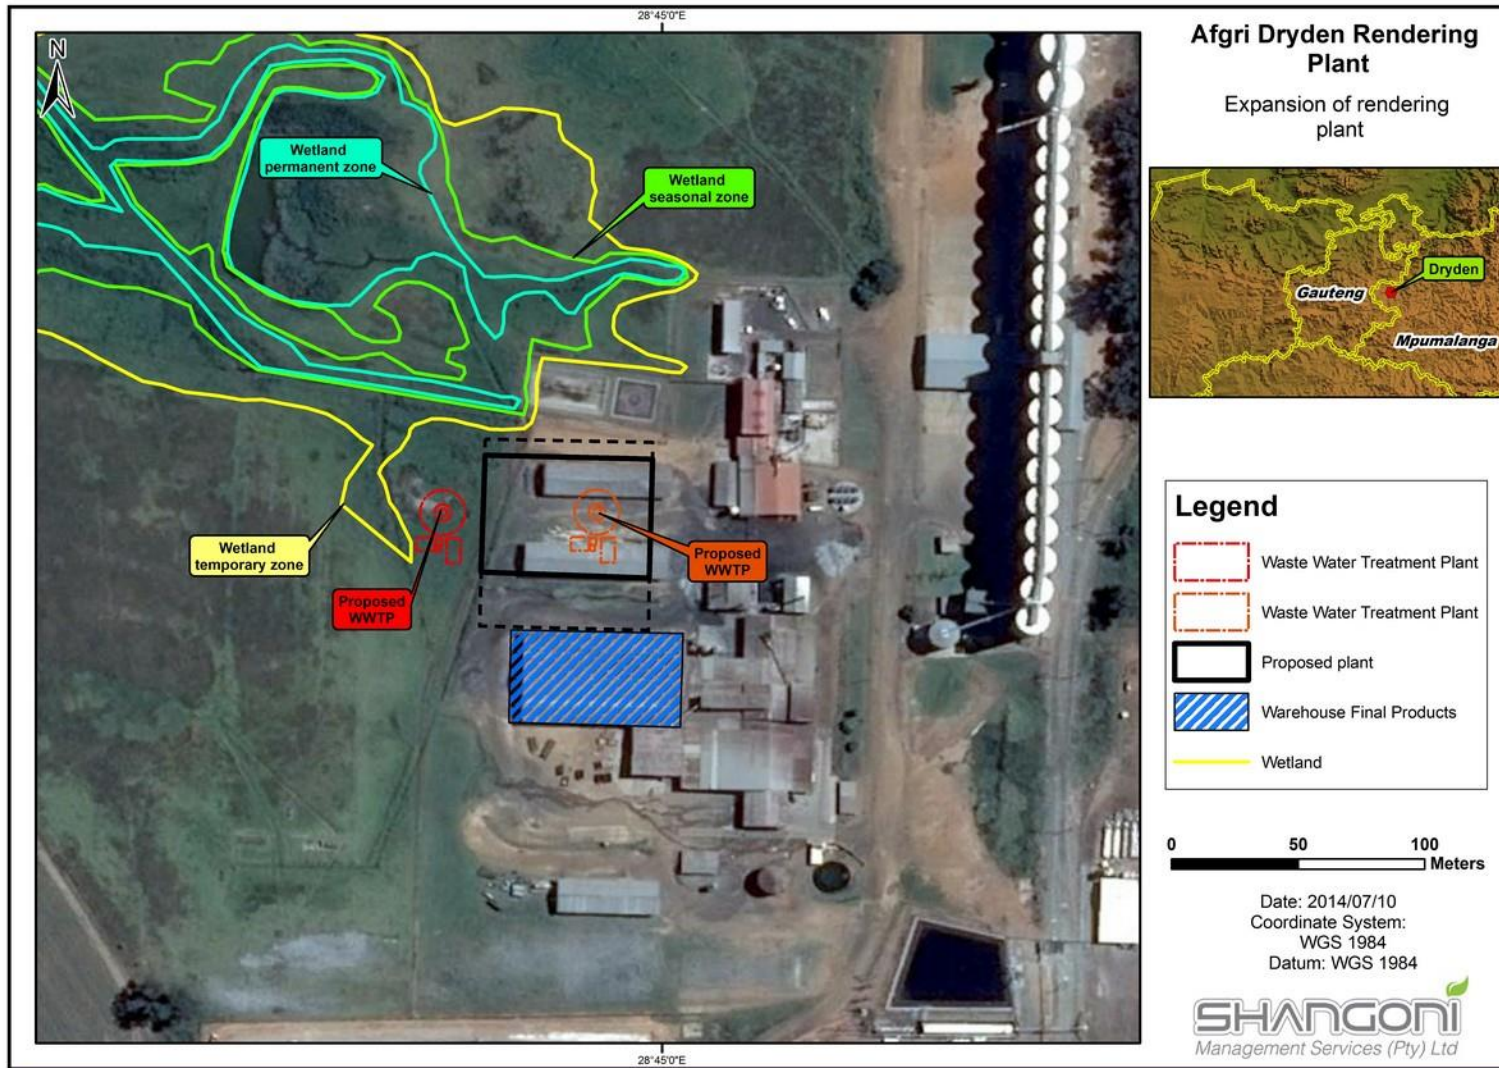 28°45'0"E
N
Wetland
permanent zone
Wetland
seasonal zone
Wetland
temporary zone
Proposed
WWTP
Proposed
WWTP
28°45'0"E
Afgri Dryden Rendering
Plant
Expansion of rendering
plant
Dryden
Gauteng
Mpumalanga
Legend
Waste Water Treatment Plant
Waste Water Treatment Plant
Proposed plant
Warehouse Final Products
Wetland
0 50 100
Meters
Date: 2014/07/10
Coordinate System:
WGS 1984
Datum: WGS 1984
SHANGONI
Management Services (Pty) Ltd